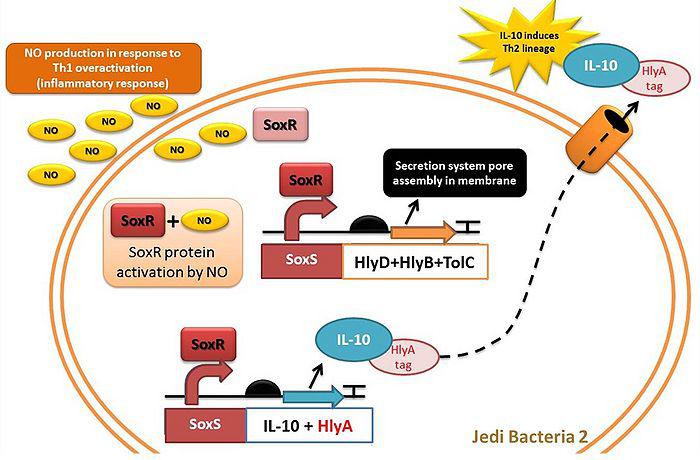 NO production in response to
Th1 overactivation
(inflammatory response)
IL-10 induces
Th2 lineage
IL-10
HlyA
tag
NO
NO
NO
NO
NO
NO
NO
NO
SoxR
SoxR
Secretion system pore
assembly in membrane
SoxR + NO
SoxR protein
activation by NO
SoxS
HlyD+HlyB+TolC
SoxR
IL-10
HlyA
tag
SoxS
IL-10 + HlyA
Jedi Bacteria 2